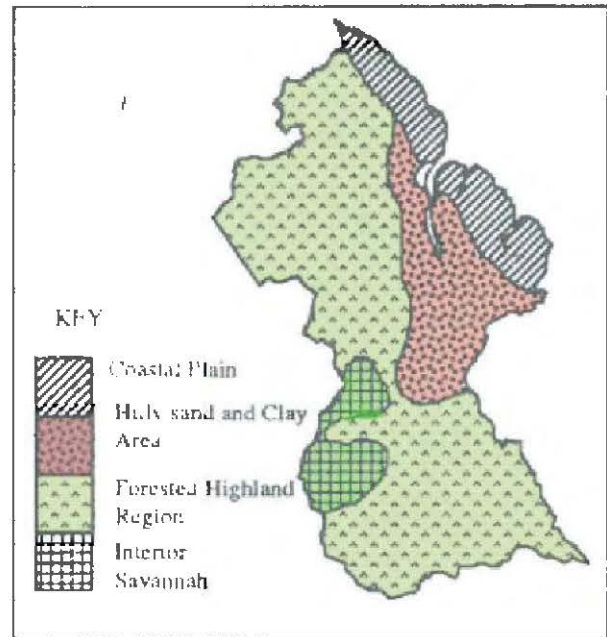 KEY
Coastal Plain
Hilly sand and Clay
Area
Forested Highland
Region
Interior
Savannah